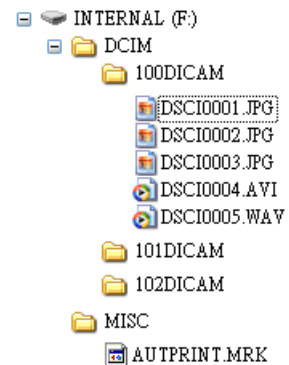 INTERNAL (F:)
DCIM
100DICAM
DSCI0001.JPG
DSCI0002.JPG
DSCI0003.JPG
DSCI0004.AVI
DSCI0005.WAV
101DICAM
102DICAM
MISC
AUTPRINT.MRK